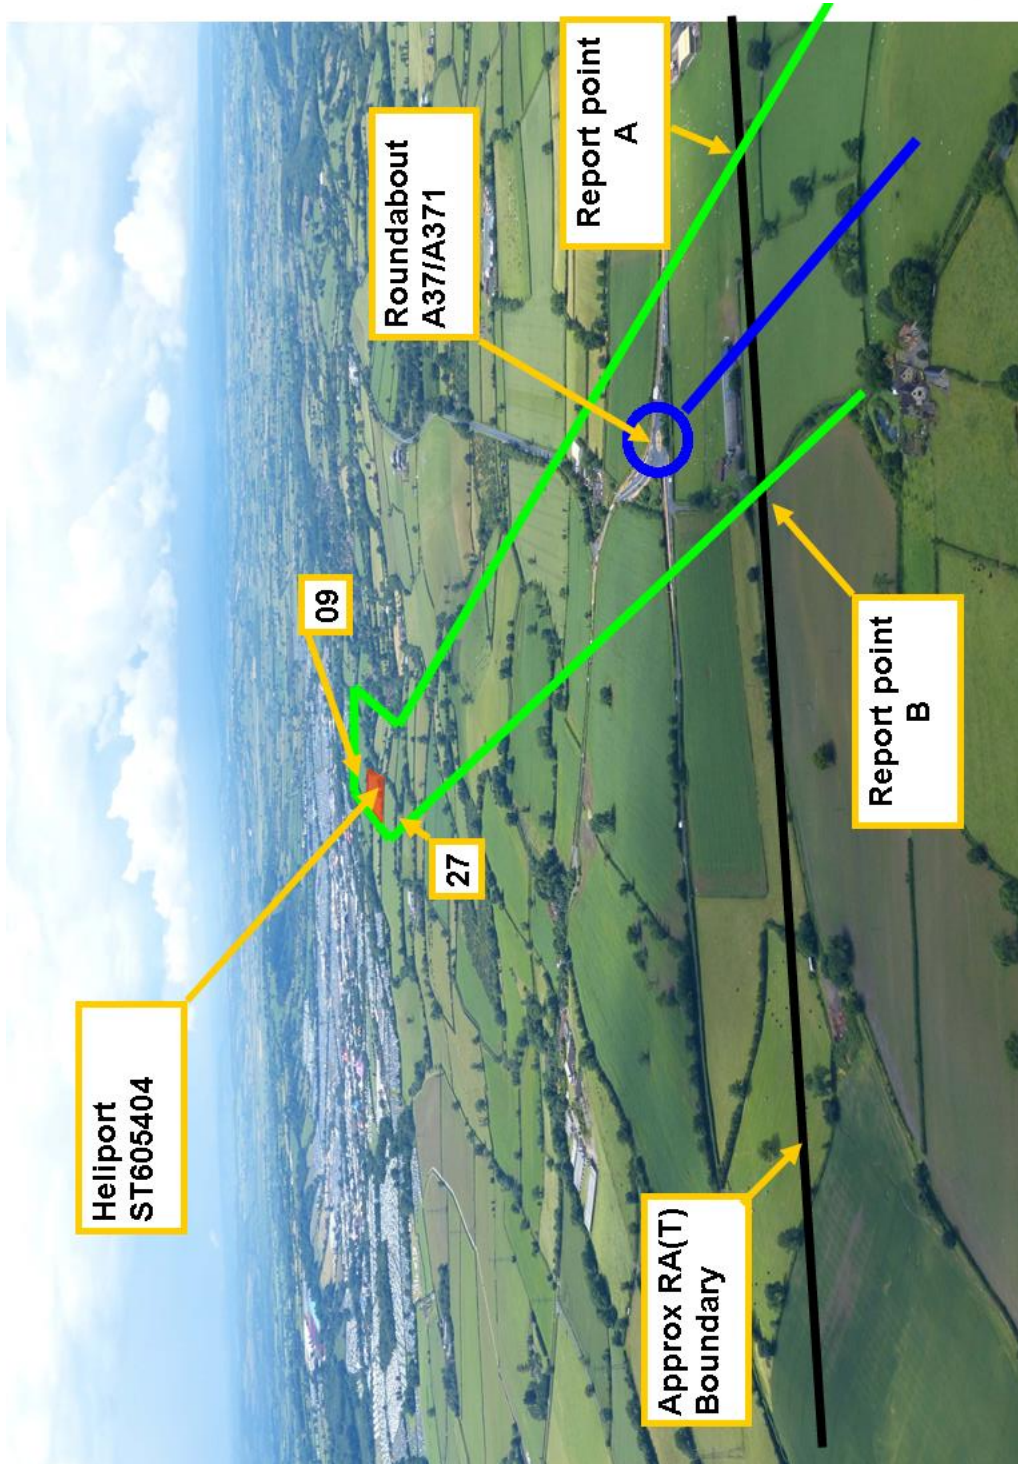 Heliport
ST605404
09
Roundabout
A37/A371
27
Report point
A
Approx RA(T)
Boundary
Report point
B